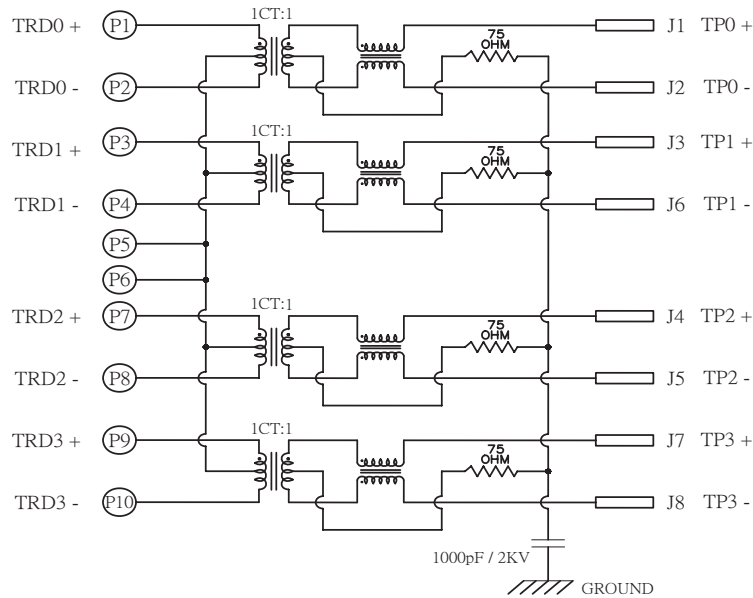 1CT:1
TRD0 + P1 75 OHM J1 TP0 +
TRD0 - P2 J2 TP0 -
1CT:1
TRD1 + P3 75 OHM J3 TP1 +
TRD1 - P4 J6 TP1 -
P5
P6
1CT:1
TRD2 + P7 75 OHM J4 TP2 +
TRD2 - P8 J5 TP2 -
1CT:1
TRD3 + P9 75 OHM J7 TP3 +
TRD3 - P10 J8 TP3 -
1000pF / 2KV
GROUND